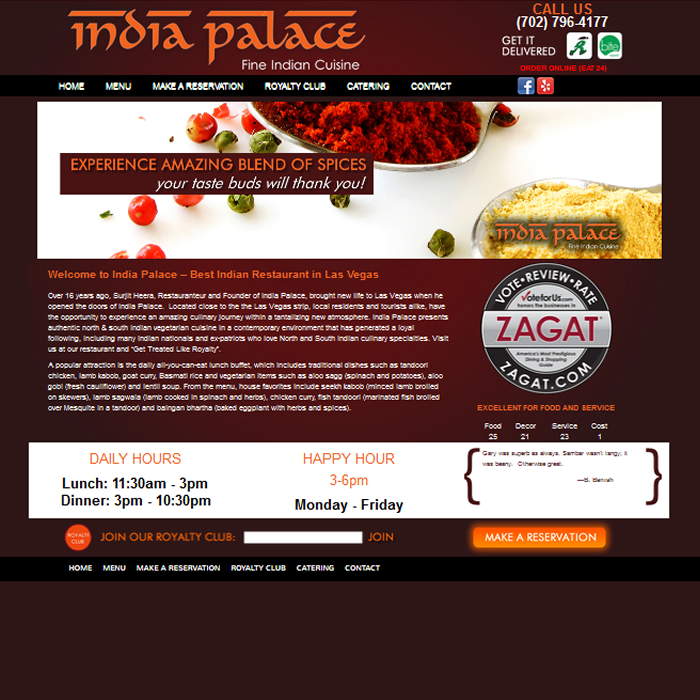 india palace
Fine Indian Cuisine
CALL US
(702) 796-4177
GET IT
DELIVERED
bite
ORDER ONLINE (EAT 24)
HOME MENU MAKE A RESERVATION ROYALTY CLUB CATERING CONTACT
EXPERIENCE AMAZING BLEND OF SPICES
your taste buds will thank you!
india palace
Fine Indian Cuisine
Welcome to India Palace – Best Indian Restaurant in Las Vegas
Over 16 years ago, Surjit Heera, Restauranteur and Founder of India Palace, brought new life to Las Vegas when he
opened the doors of India Palace. Located close to the the Las Vegas strip, local residents and tourists alike, have
the opportunity to experience an amazing culinary journey within a tantalizing new atmosphere. India Palace presents
authentic north & south Indian vegetarian cuisine in a contemporary environment that has generated a loyal
following, including many Indian nationals and ex-patriots who love North and South Indian culinary specialties. Visit
us at our restaurant and "Get Treated Like Royalty".
A popular attraction is the daily all-you-can-eat lunch buffet, which includes traditional dishes such as tandoori
chicken, lamb kabob, goat curry, Basmati rice and vegetarian items such as aloo sagg (spinach and potatoes), aloo
gobi (fresh cauliflower) and lentil soup. From the menu, house favorites include seekh kabob (minced lamb broiled
on skewers), lamb sagwala (lamb cooked in spinach and herbs), chicken curry, fish tandoori (marinated fish broiled
over Mesquite in a tandoor) and baingan bhartha (baked eggplant with herbs and spices).
VOTE·REVIEW·RATE
VoteforUs.com
honors the businesses on
ZAGAT®
America's Most Prestigious
Dining & Shopping
Guide
ZAGAT.COM
EXCELLENT FOR FOOD AND SERVICE
Food Decor Service Cost
25 21 23 1
DAILY HOURS
Lunch: 11:30am - 3pm
Dinner: 3pm - 10:30pm
HAPPY HOUR
3-6pm
Monday - Friday
Gary was superb as always. Sambar wasn't tangy, it
was beany. Otherwise great.
—B.
ROYALTY
CLUB
JOIN OUR ROYALTY CLUB: JOIN
MAKE A RESERVATION
HOME MENU MAKE A RESERVATION ROYALTY CLUB CATERING CONTACT